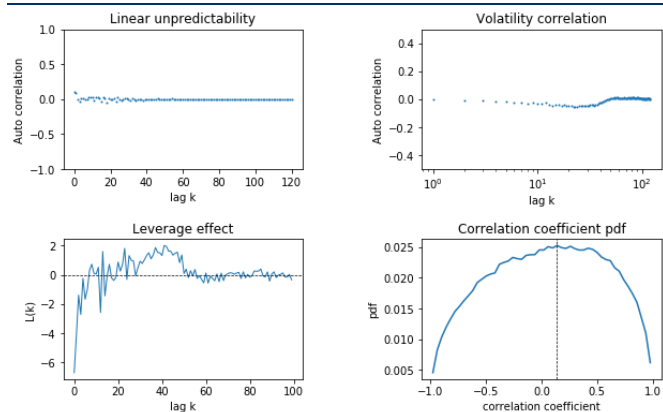 Linear unpredictability
Auto correlation
1.0
0.5
0.0
−0.5
−1.0
0 20 40 60 80 100 120
lag k
Volatility correlation
Auto correlation
0.4
0.2
0.0
−0.2
−0.4
10⁰ 10¹ 10²
lag k
Leverage effect
L(k)
2
0
−2
−4
−6
0 20 40 60 80 100
lag k
Correlation coefficient pdf
pdf
0.025
0.020
0.015
0.010
0.005
−1.0 −0.5 0.0 0.5 1.0
correlation coefficient